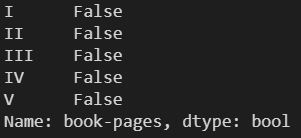 I      False
II     False
III    False
IV     False
V      False
Name: book-pages, dtype: bool